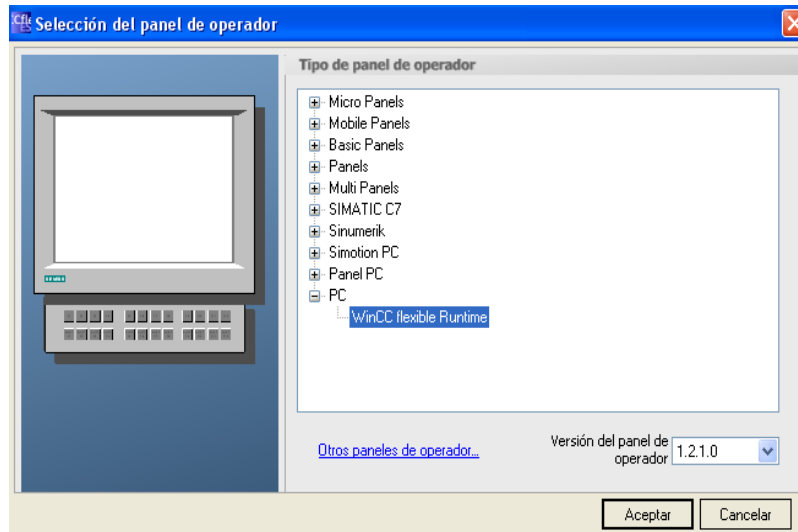 Selección del panel de operador
Tipo de panel de operador
Micro Panels
Mobile Panels
Basic Panels
Panels
Multi Panels
SIMATIC C7
Sinumerik
Simotion PC
Panel PC
PC
WinCC flexible Runtime
Otros paneles de operador...
Versión del panel de
operador
1.2.1.0
Aceptar
Cancelar